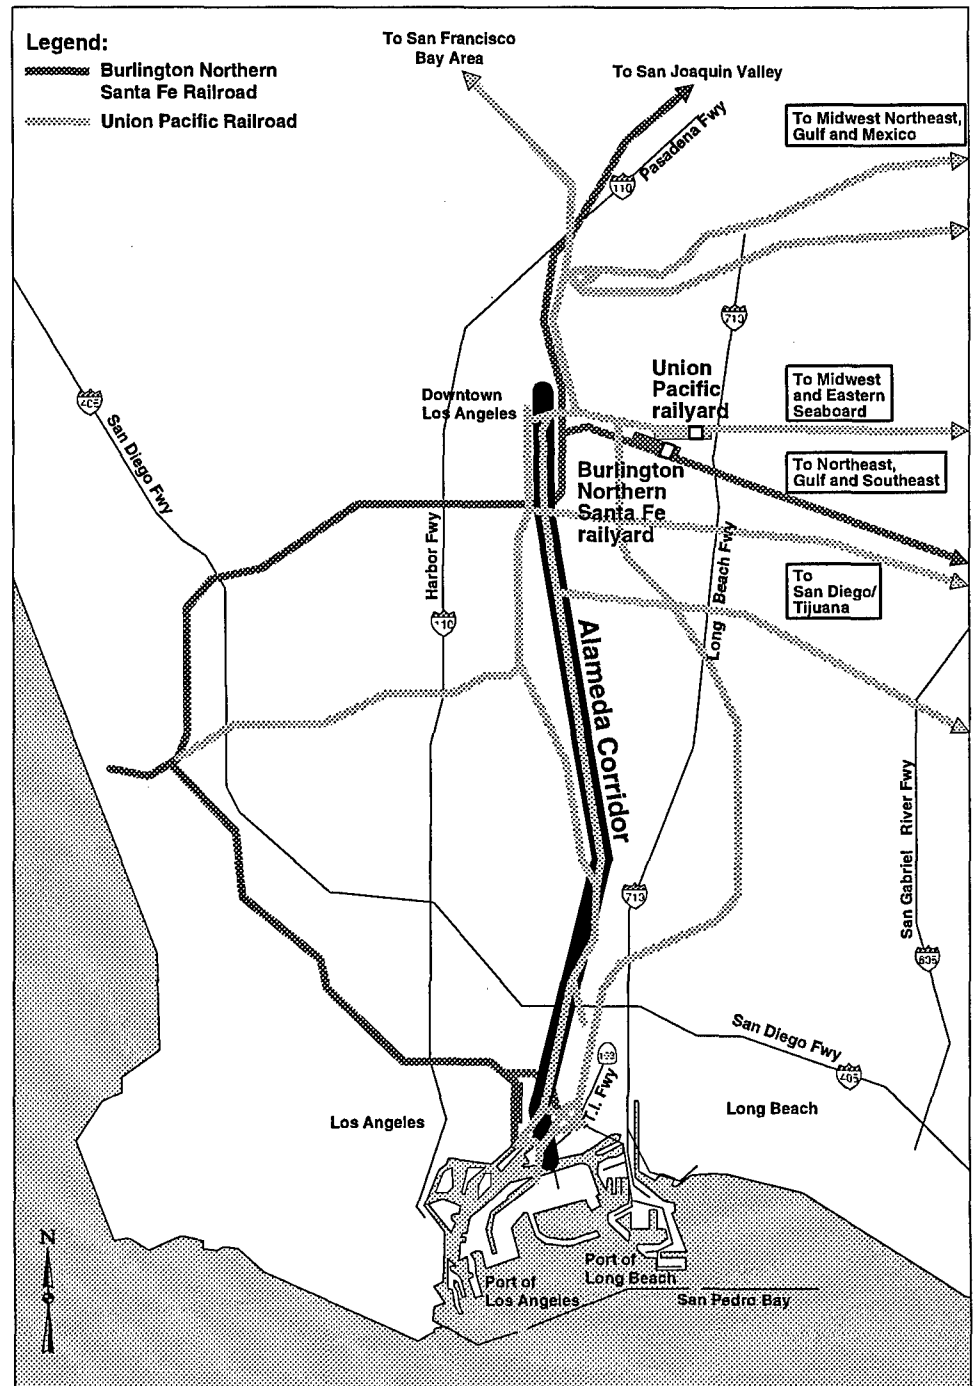 Legend:
Burlington Northern
Santa Fe Railroad
Union Pacific Railroad
To San Francisco
Bay Area
To San Joaquin Valley
Pasadena Fwy
110
To Midwest Northeast,
Gulf and Mexico
710
405
San Diego Fwy
Downtown
Los Angeles
Union
Pacific
railyard
To Midwest
and Eastern
Seaboard
Burlington
Northern
Santa Fe
railyard
To Northeast,
Gulf and Southeast
Harbor Fwy
110
Long Beach Fwy
To
San Diego/
Tijuana
Alameda Corridor
710
San Gabriel River Fwy
605
San Diego Fwy
405
103
T.I. Fwy
Los Angeles
Long Beach
N
Port of
Los Angeles
Port of
Long Beach
San Pedro Bay